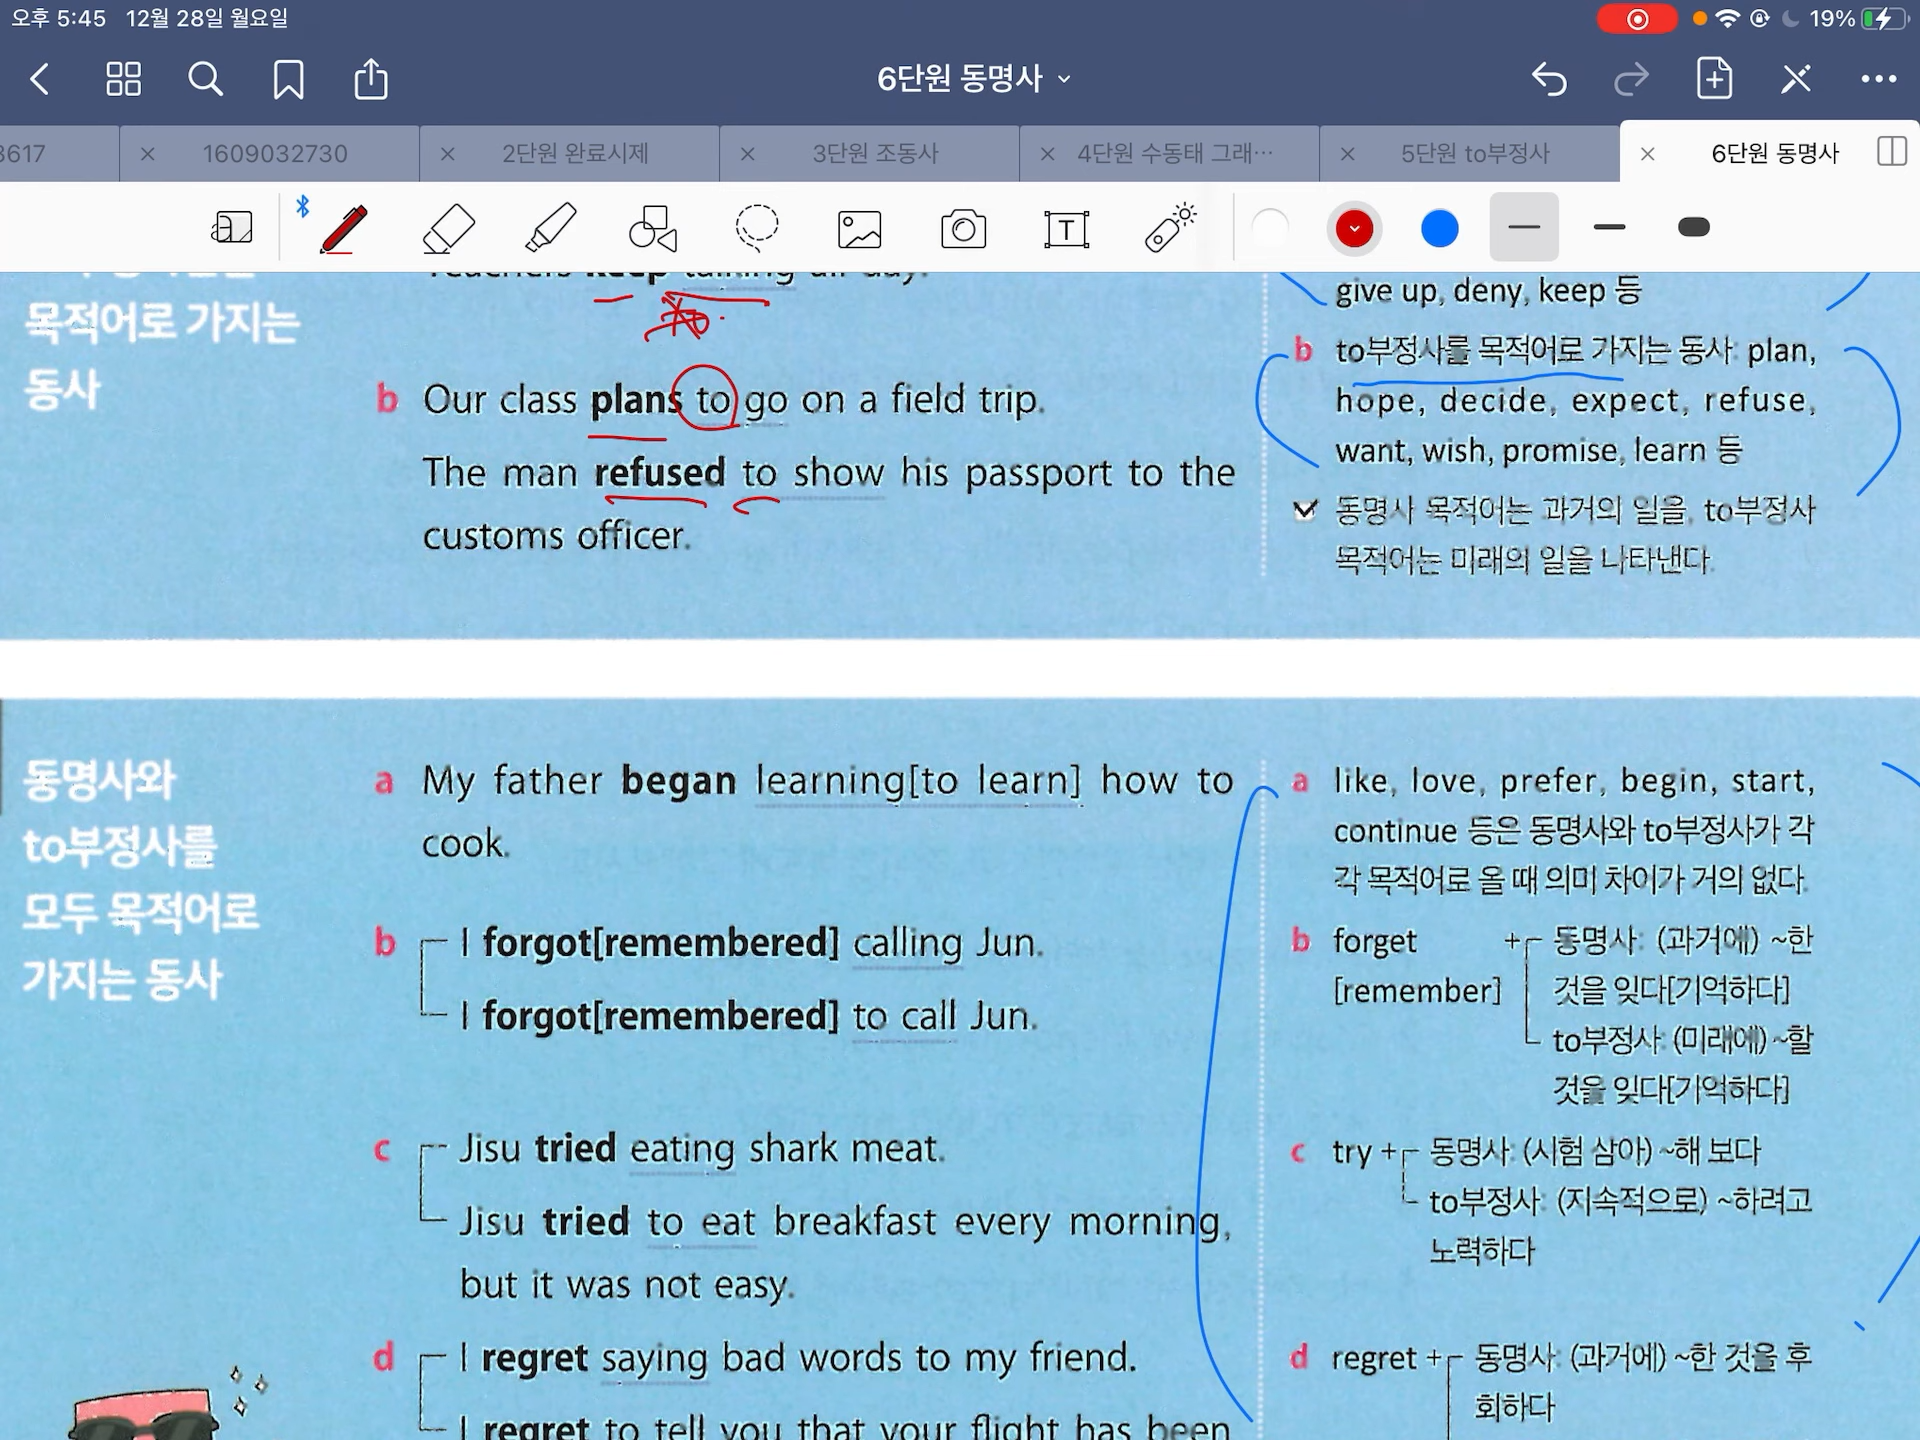 오후 5:45 12월 28일 월요일
19%
6단원 동명사
3617
1609032730
2단원 완료시제
3단원 조동사
4단원 수동태 그래…
5단원 to부정사
6단원 동명사
목적어로 가지는
동사
keep talking all day.
b Our class plans to go on a field trip.
The man refused to show his passport to the
customs officer.
give up, deny, keep 등
b to부정사를 목적어로 가지는 동사: plan,
hope, decide, expect, refuse,
want, wish, promise, learn 등
동명사 목적어는 과거의 일을, to부정사
목적어는 미래의 일을 나타낸다.
동명사와
to부정사를
모두 목적어로
가지는 동사
a My father began learning[to learn] how to
cook.
b I forgot[remembered] calling Jun.
I forgot[remembered] to call Jun.
c Jisu tried eating shark meat.
Jisu tried to eat breakfast every morning,
but it was not easy.
d I regret saying bad words to my friend.
I regret to tell you that your flight has been
a like, love, prefer, begin, start,
continue 등은 동명사와 to부정사가 각
각 목적어로 올 때 의미 차이가 거의 없다.
b forget + 동명사: (과거에) ~한
[remember] 것을 잊다[기억하다]
to부정사: (미래에) ~할
것을 잊다[기억하다]
c try + 동명사: (시험 삼아) ~해 보다
to부정사: (지속적으로) ~하려고
노력하다
d regret + 동명사: (과거에) ~한 것을 후
회하다